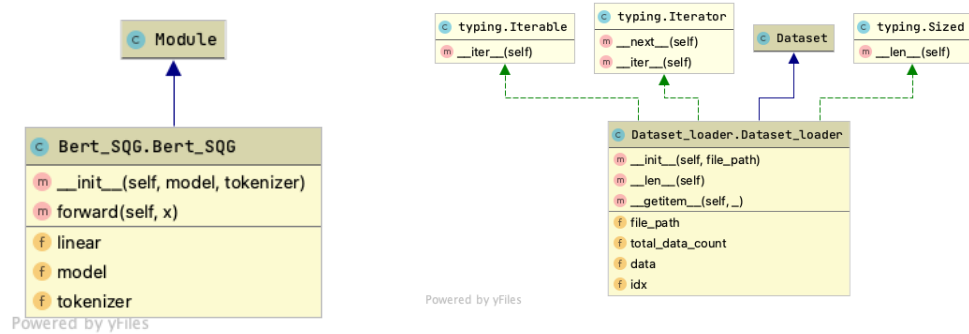 Module
Bert_SQG.Bert_SQG
__init__(self, model, tokenizer)
forward(self, x)
linear
model
tokenizer
Powered by yFiles
typing.Iterable
__iter__(self)
typing.Iterator
__next__(self)
__iter__(self)
Dataset
typing.Sized
__len__(self)
Dataset_loader.Dataset_loader
__init__(self, file_path)
__len__(self)
__getitem__(self, _)
file_path
total_data_count
data
idx
Powered by yFiles